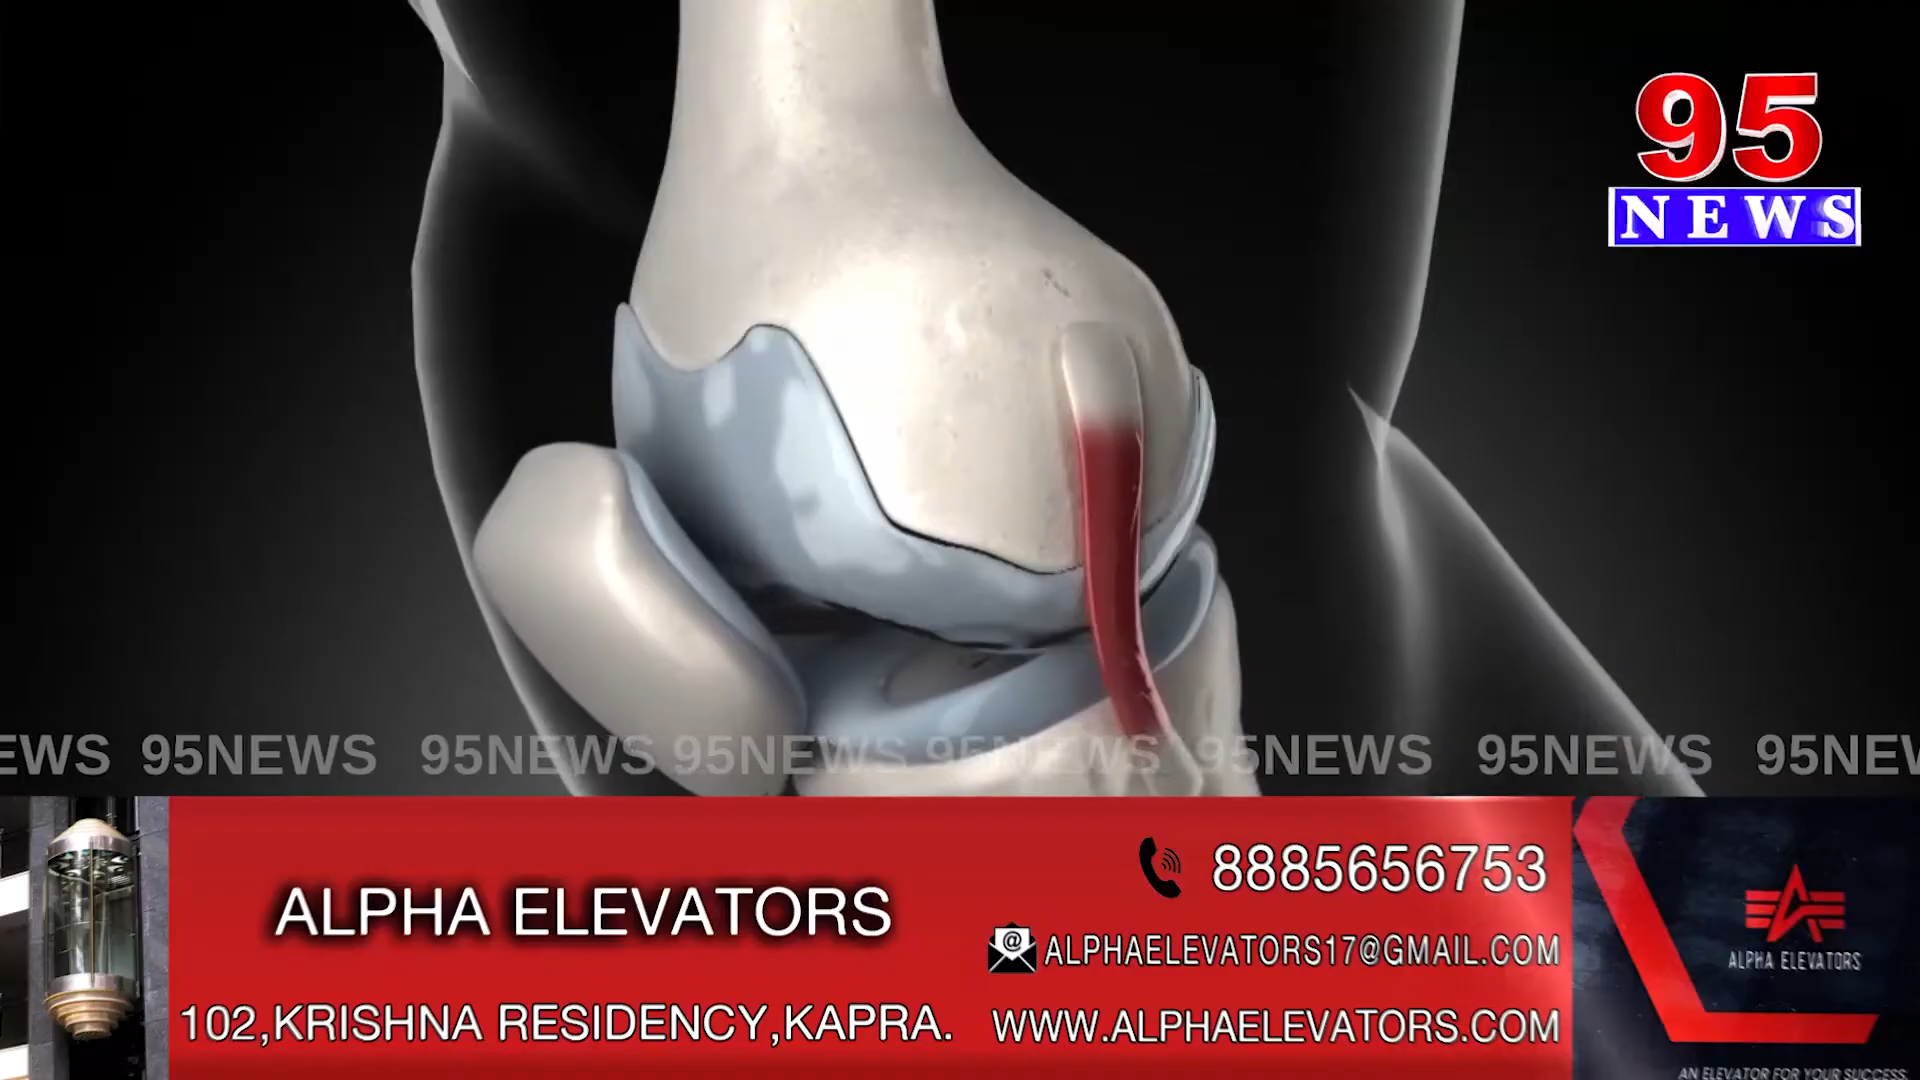 95
NEWS
EWS 95NEWS 95NEWS 95NEWS 95NEWS 95NEWS 95NEWS 95NEW
ALPHA ELEVATORS
102,KRISHNA RESIDENCY,KAPRA.
8885656753
ALPHAELEVATORS17@GMAIL.COM
WWW.ALPHAELEVATORS.COM
ALPHA ELEVATORS
AN ELEVATOR FOR YOUR SUCCESS.